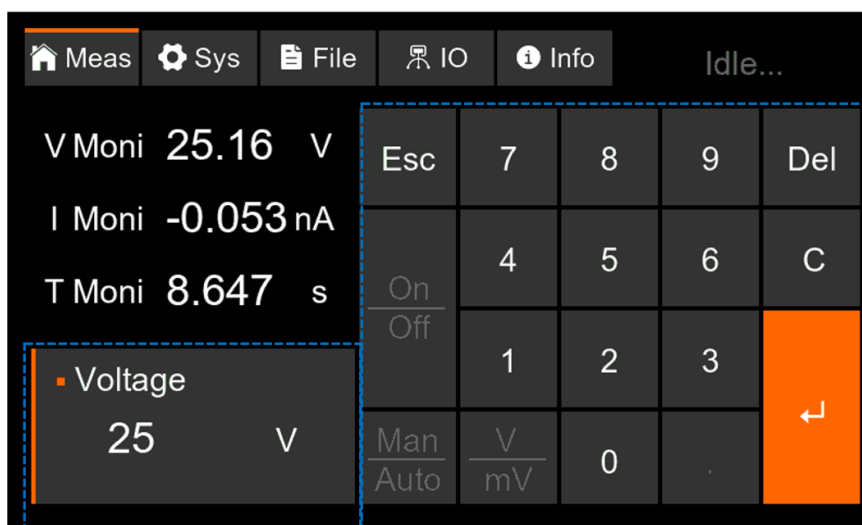 Meas Sys File IO Info Idle...
V Moni 25.16 V
I Moni -0.053 nA
T Moni 8.647 s
Voltage
25 V
Esc 7 8 9 Del
On
Off
4 5 6 C
1 2 3
Man
Auto
V
mV
0 .